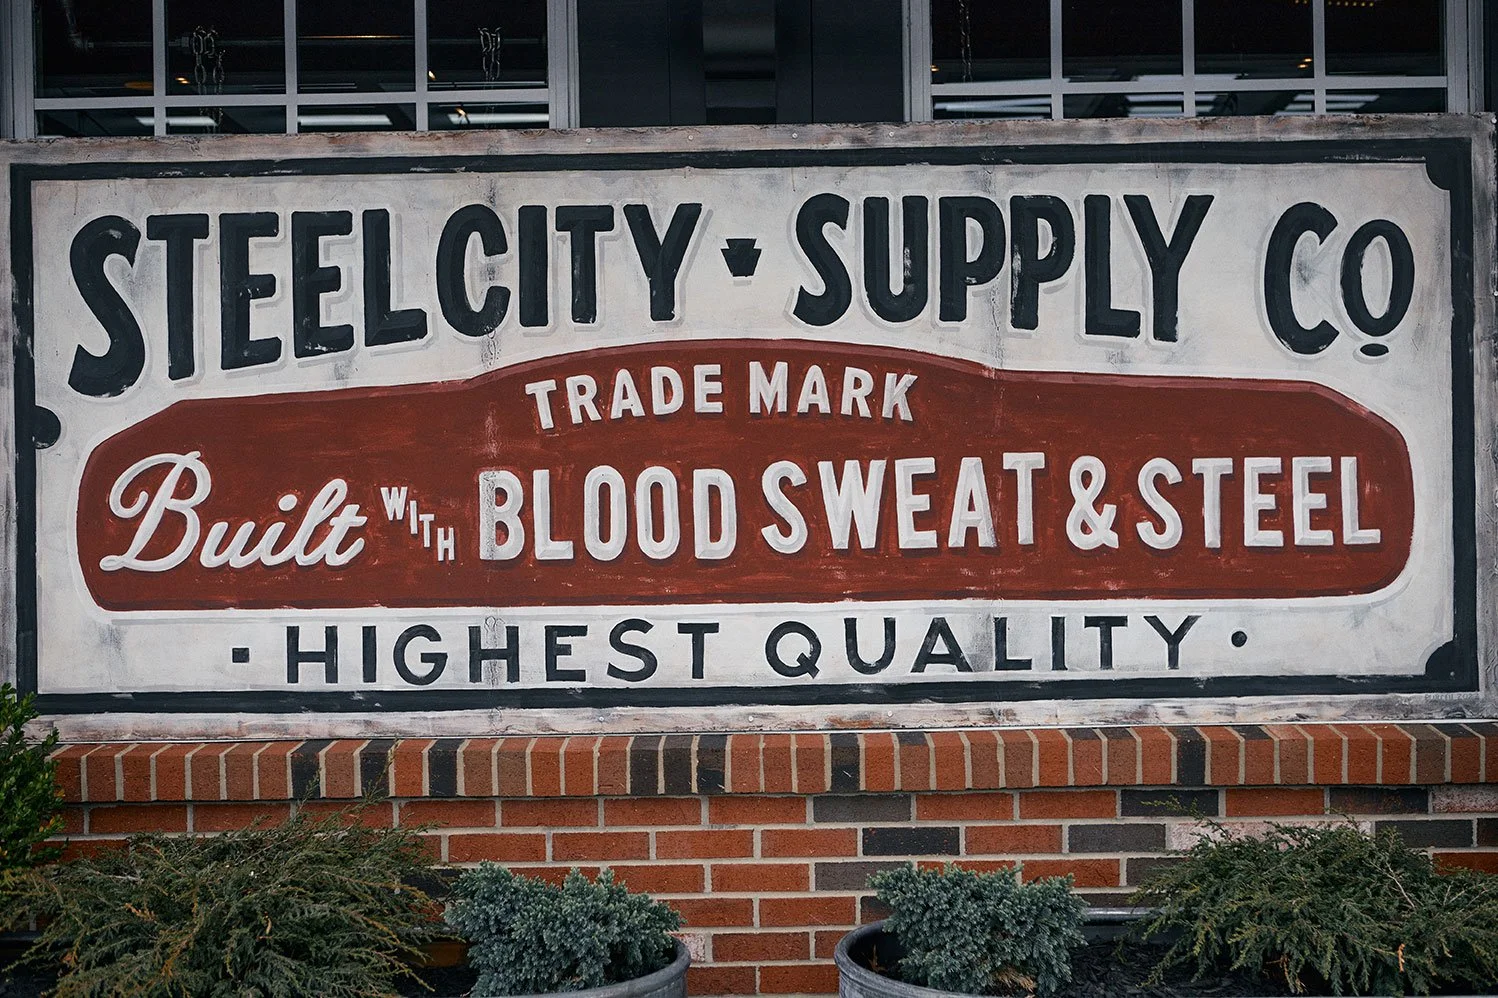 STEELCITY SUPPLY CO
TRADE MARK
Built WITH BLOOD SWEAT & STEEL
· HIGHEST QUALITY ·